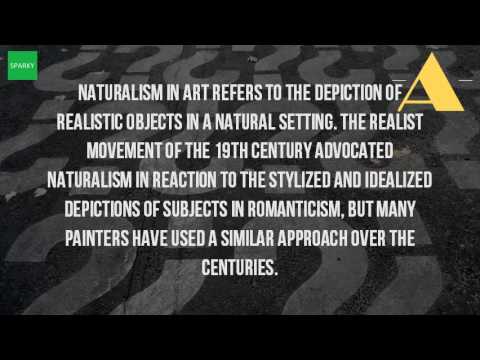 SPARKY
A
NATURALISM IN ART REFERS TO THE DEPICTION OF
REALISTIC OBJECTS IN A NATURAL SETTING. THE REALIST
MOVEMENT OF THE 19TH CENTURY ADVOCATED
NATURALISM IN REACTION TO THE STYLIZED AND IDEALIZED
DEPICTIONS OF SUBJECTS IN ROMANTICISM, BUT MANY
PAINTERS HAVE USED A SIMILAR APPROACH OVER THE
CENTURIES.